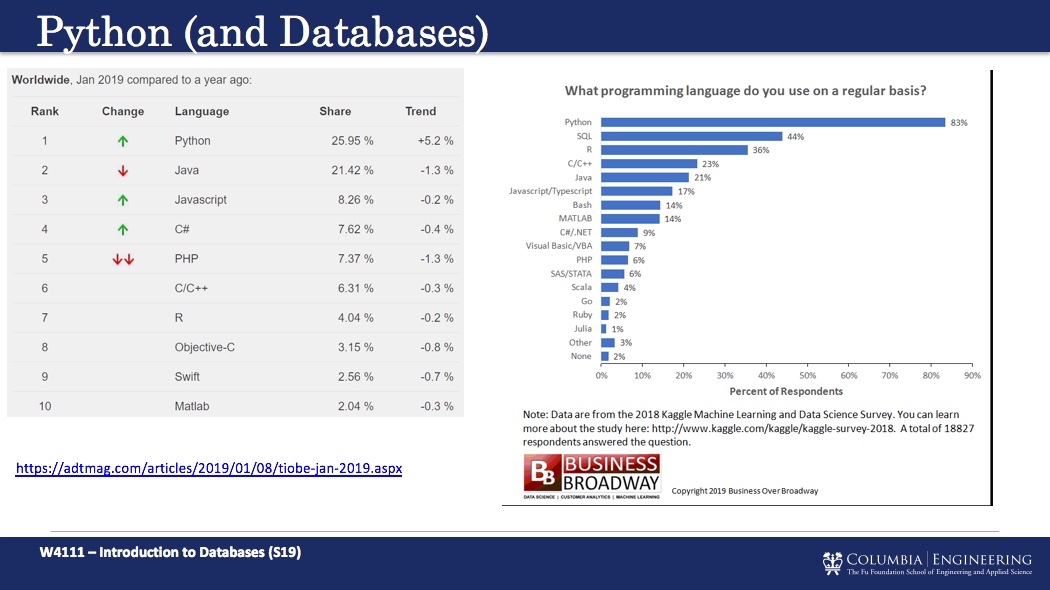 Python (and Databases)
Worldwide, Jan 2019 compared to a year ago:
Rank Change Language Share Trend
1 ↑ Python 25.95 % +5.2 %
2 ↓ Java 21.42 % -1.3 %
3 ↑ Javascript 8.26 % -0.2 %
4 ↑ C# 7.62 % -0.4 %
5 ↓↓ PHP 7.37 % -1.3 %
6 C/C++ 6.31 % -0.3 %
7 R 4.04 % -0.2 %
8 Objective-C 3.15 % -0.8 %
9 Swift 2.56 % -0.7 %
10 Matlab 2.04 % -0.3 %
https://adtmag.com/articles/2019/01/08/tiobe-jan-2019.aspx
What programming language do you use on a regular basis?
Python 83%
SQL 44%
R 36%
C/C++ 23%
Java 21%
Javascript/Typescript 17%
Bash 14%
MATLAB 14%
C#/.NET 9%
Visual Basic/VBA 7%
PHP 6%
SAS/STATA 6%
Scala 4%
Go 2%
Ruby 2%
Julia 1%
Other 3%
None 2%
0% 10% 20% 30% 40% 50% 60% 70% 80% 90%
Percent of Respondents
Note: Data are from the 2018 Kaggle Machine Learning and Data Science Survey. You can learn
more about the study here: http://www.kaggle.com/kaggle/kaggle-survey-2018. A total of 18827
respondents answered the question.
BB BUSINESS
BROADWAY
DATA SCIENCE | CUSTOMER ANALYTICS | MACHINE LEARNING
Copyright 2019 Business Over Broadway
W4111 – Introduction to Databases (S19)
COLUMBIA | ENGINEERING
The Fu Foundation School of Engineering and Applied Science